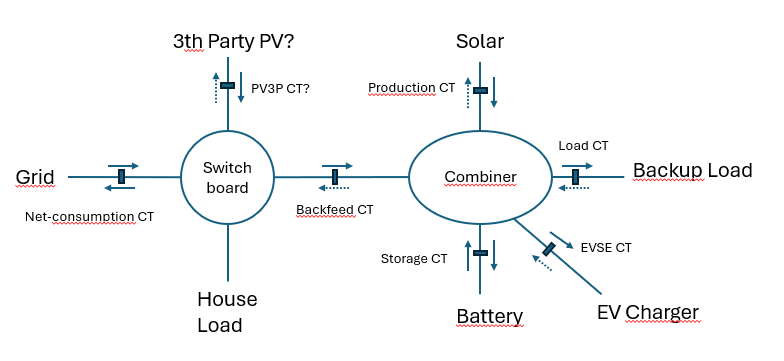 3th Party PV?
Solar
PV3P CT?
Production CT
Load CT
Grid
Switch
board
Combiner
Backup Load
Net-consumption CT
Backfeed CT
Storage CT
EVSE CT
House
Load
Battery
EV Charger